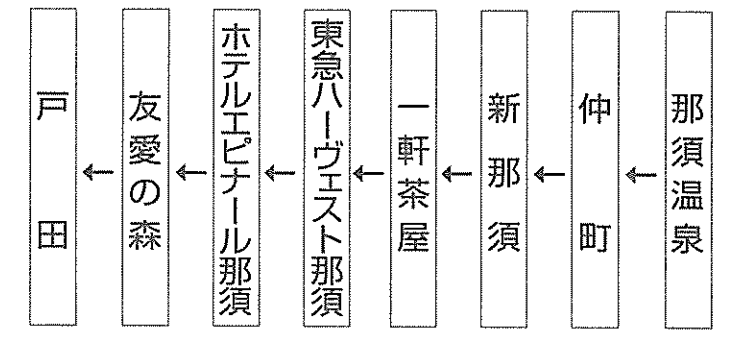 那須温泉
仲町
新那須
一軒茶屋
東急ハーヴェスト那須
ホテルエピナール那須
友愛の森
戸田